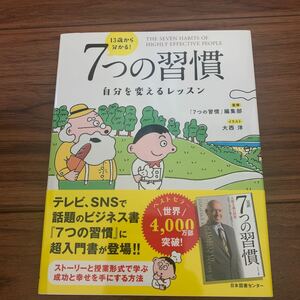 13歳から
分かる!
THE SEVEN HABITS OF
HIGHLY EFFECTIVE PEOPLE
7つの習慣
自分を変えるレッスン
監修
「7つの習慣」編集部
イラスト
大西 洋
テレビ、SNSで
話題のビジネス書
『7つの習慣』に
超入門書が登場!!
ストーリーと授業形式で学ぶ
成功と幸せを手にする方法
ベストセラー
世界
4,000
万部
突破!
7つの習慣
日本図書センター